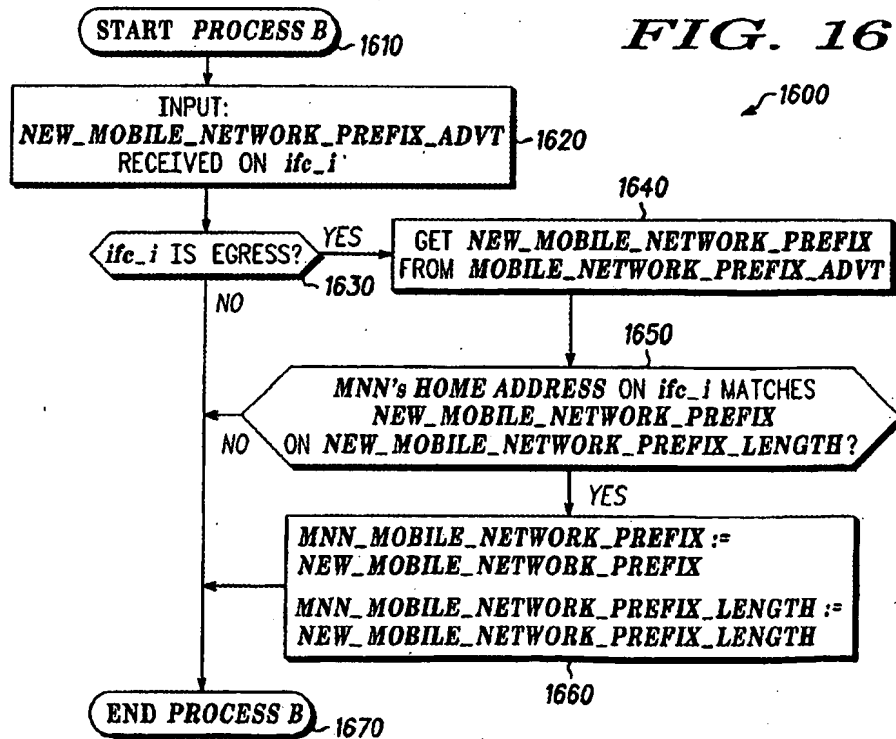 START PROCESS B
1610
FIG. 16
1600
INPUT:
NEW_MOBILE_NETWORK_PREFIX_ADVT
RECEIVED ON ifc_i
1620
ifc_i IS EGRESS?
YES
1630
NO
1640
GET NEW_MOBILE_NETWORK_PREFIX
FROM MOBILE_NETWORK_PREFIX_ADVT
1650
MNN's HOME ADDRESS ON ifc_i MATCHES
NEW_MOBILE_NETWORK_PREFIX
ON NEW_MOBILE_NETWORK_PREFIX_LENGTH?
NO
YES
MNN_MOBILE_NETWORK_PREFIX :=
NEW_MOBILE_NETWORK_PREFIX
MNN_MOBILE_NETWORK_PREFIX_LENGTH :=
NEW_MOBILE_NETWORK_PREFIX_LENGTH
1660
END PROCESS B
1670